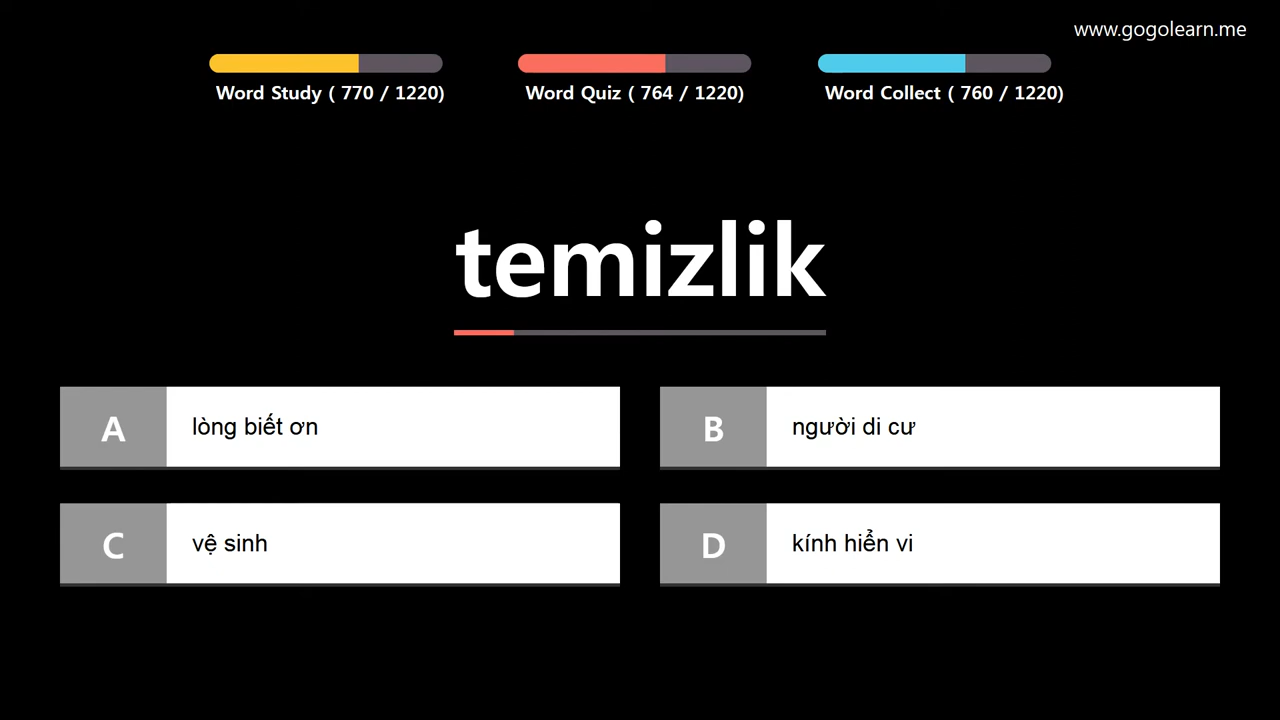 www.gogolearn.me
Word Study ( 770 / 1220)
Word Quiz ( 764 / 1220)
Word Collect ( 760 / 1220)
temizlik
A lòng biết ơn
B người di cư
C vệ sinh
D kính hiển vi